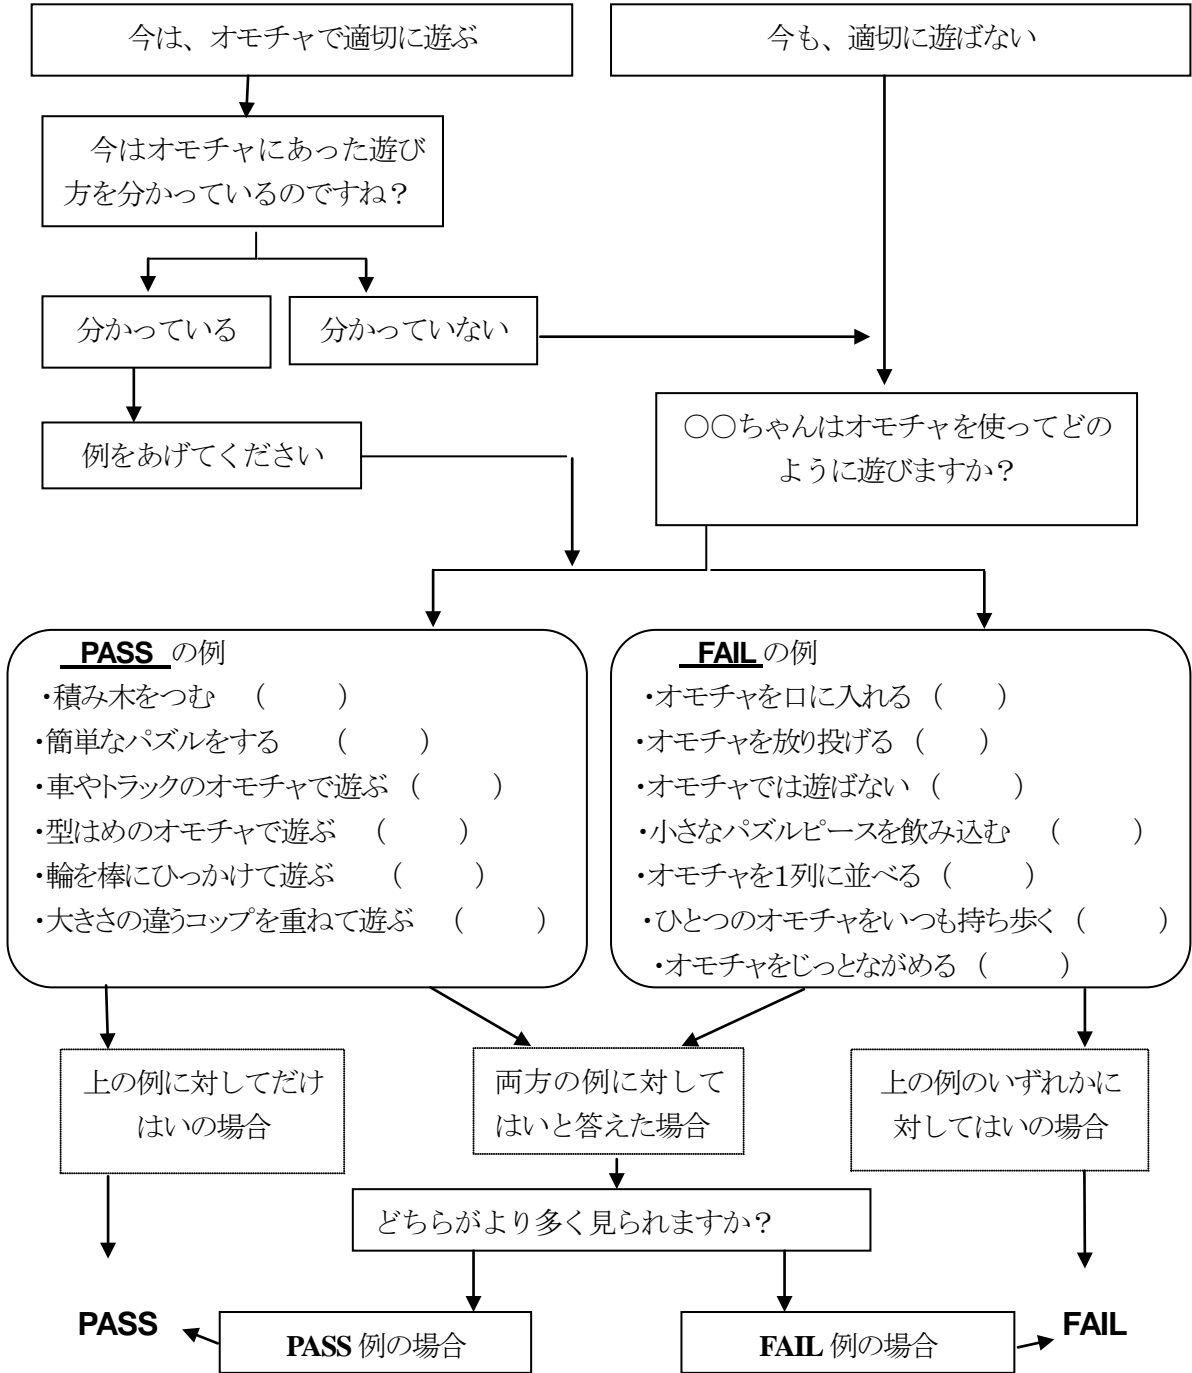 今は、オモチャで適切に遊ぶ
今も、適切に遊ばない
今はオモチャにあった遊び
方を分かっているのですね？
分かっている
分かっていない
例をあげてください
○○ちゃんはオモチャを使ってどの
ように遊びますか？
PASS の例
・積み木をつむ （　　）
・簡単なパズルをする （　　）
・車やトラックのオモチャで遊ぶ （　　）
・型はめのオモチャで遊ぶ （　　）
・輪を棒にひっかけて遊ぶ （　　）
・大きさの違うコップを重ねて遊ぶ （　　）
FAIL の例
・オモチャを口に入れる （　　）
・オモチャを放り投げる （　　）
・オモチャでは遊ばない （　　）
・小さなパズルピースを飲み込む （　　）
・オモチャを1列に並べる （　　）
・ひとつのオモチャをいつも持ち歩く （　　）
・オモチャをじっとながめる （　　）
上の例に対してだけ
はいの場合
両方の例に対して
はいと答えた場合
上の例のいずれかに
対してはいの場合
どちらがより多く見られますか？
PASS
PASS 例の場合
FAIL 例の場合
FAIL